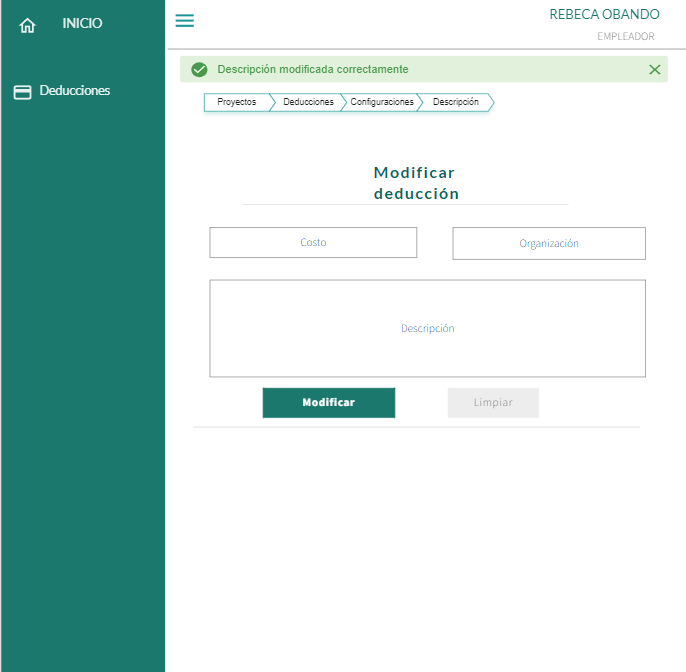 INICIO
Deducciones
REBECA OBANDO
EMPLEADOR
Descripción modificada correctamente
Proyectos Deducciones Configuraciones Descripción
Modificar
deducción
Costo Organización
Descripción
Modificar Limpiar